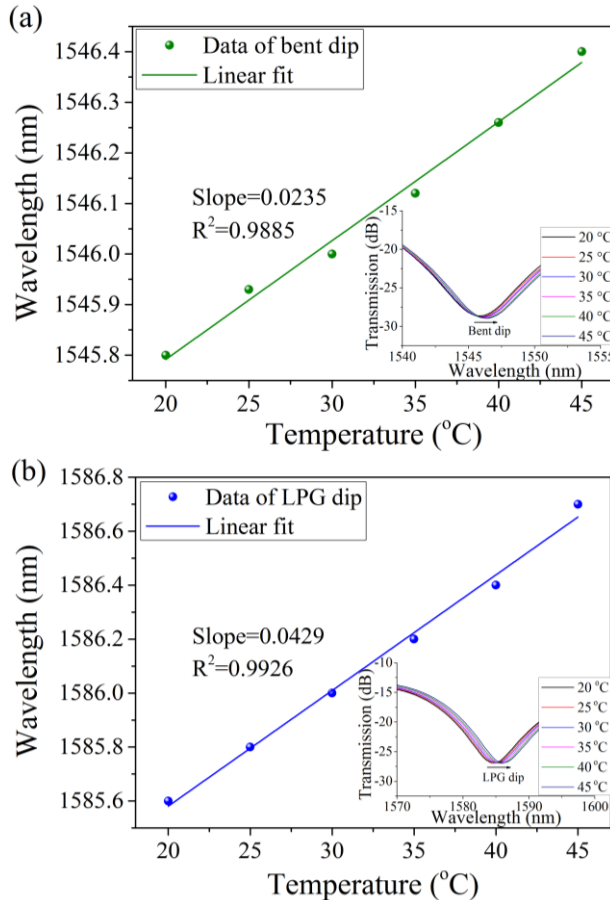 (a)
Data of bent dip
Linear fit
Wavelength (nm)
1546.4
1546.3
1546.1
1546.0
1545.9
1545.8
Slope=0.0235
R²=0.9885
20 25 30 35 40 45
Temperature (°C)
Transmission (dB)
-15
-20
-25
-30
Bent dip
1540 1545 1550 1555
Wavelength (nm)
20 °C
25 °C
30 °C
35 °C
40 °C
45 °C
(b)
Data of LPG dip
Linear fit
Wavelength (nm)
1586.8
1586.6
1586.4
1586.2
1586.0
1585.8
1585.6
Slope=0.0429
R²=0.9926
20 25 30 35 40 45
Temperature (°C)
Transmission (dB)
-10
-15
-20
-25
-30
LPG dip
1570 1580 1590 1600
Wavelength (nm)
20 °C
25 °C
30 °C
35 °C
40 °C
45 °C